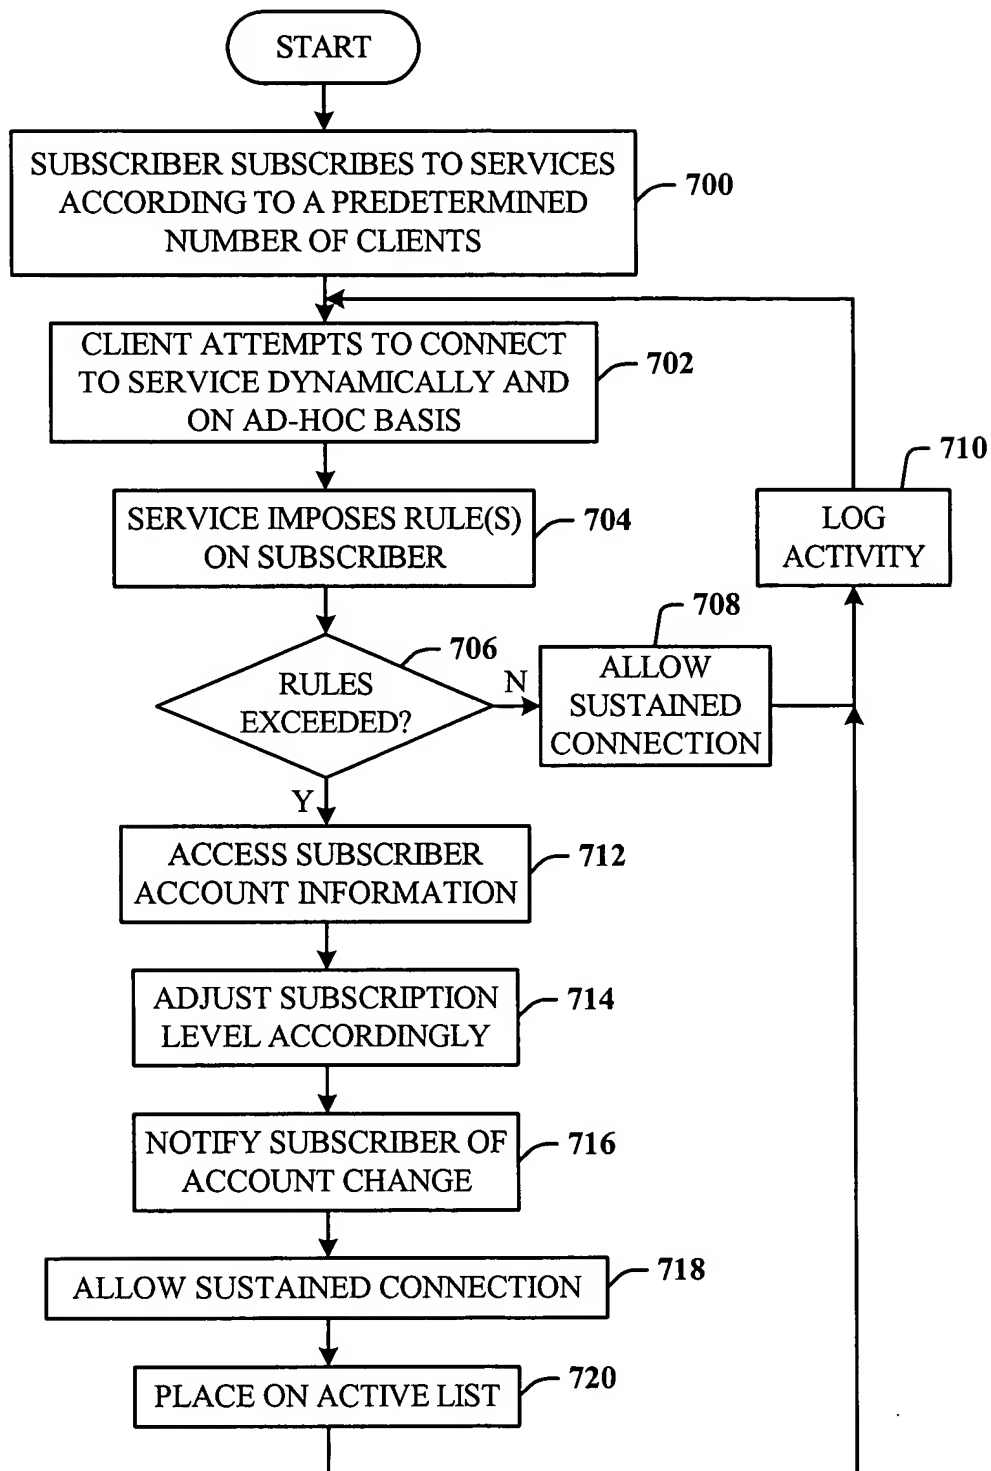 START
SUBSCRIBER SUBSCRIBES TO SERVICES
ACCORDING TO A PREDETERMINED
NUMBER OF CLIENTS
700
CLIENT ATTEMPTS TO CONNECT
TO SERVICE DYNAMICALLY AND
ON AD-HOC BASIS
702
710
LOG
ACTIVITY
SERVICE IMPOSES RULE(S)
ON SUBSCRIBER
704
706
RULES
EXCEEDED?
N
708
ALLOW
SUSTAINED
CONNECTION
Y
ACCESS SUBSCRIBER
ACCOUNT INFORMATION
712
ADJUST SUBSCRIPTION
LEVEL ACCORDINGLY
714
NOTIFY SUBSCRIBER OF
ACCOUNT CHANGE
716
ALLOW SUSTAINED CONNECTION
718
PLACE ON ACTIVE LIST
720